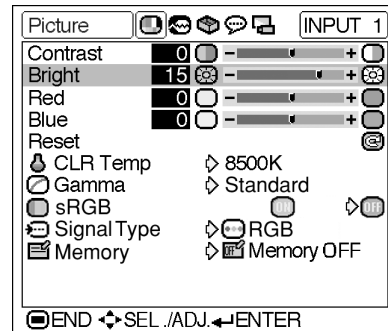 Picture INPUT 1
Contrast 0 - +
Bright 15 - +
Red 0 - +
Blue 0 - +
Reset
CLR Temp 8500K
Gamma Standard
sRGB ON OFF
Signal Type RGB
Memory OFF Memory OFF
END SEL./ADJ. ENTER